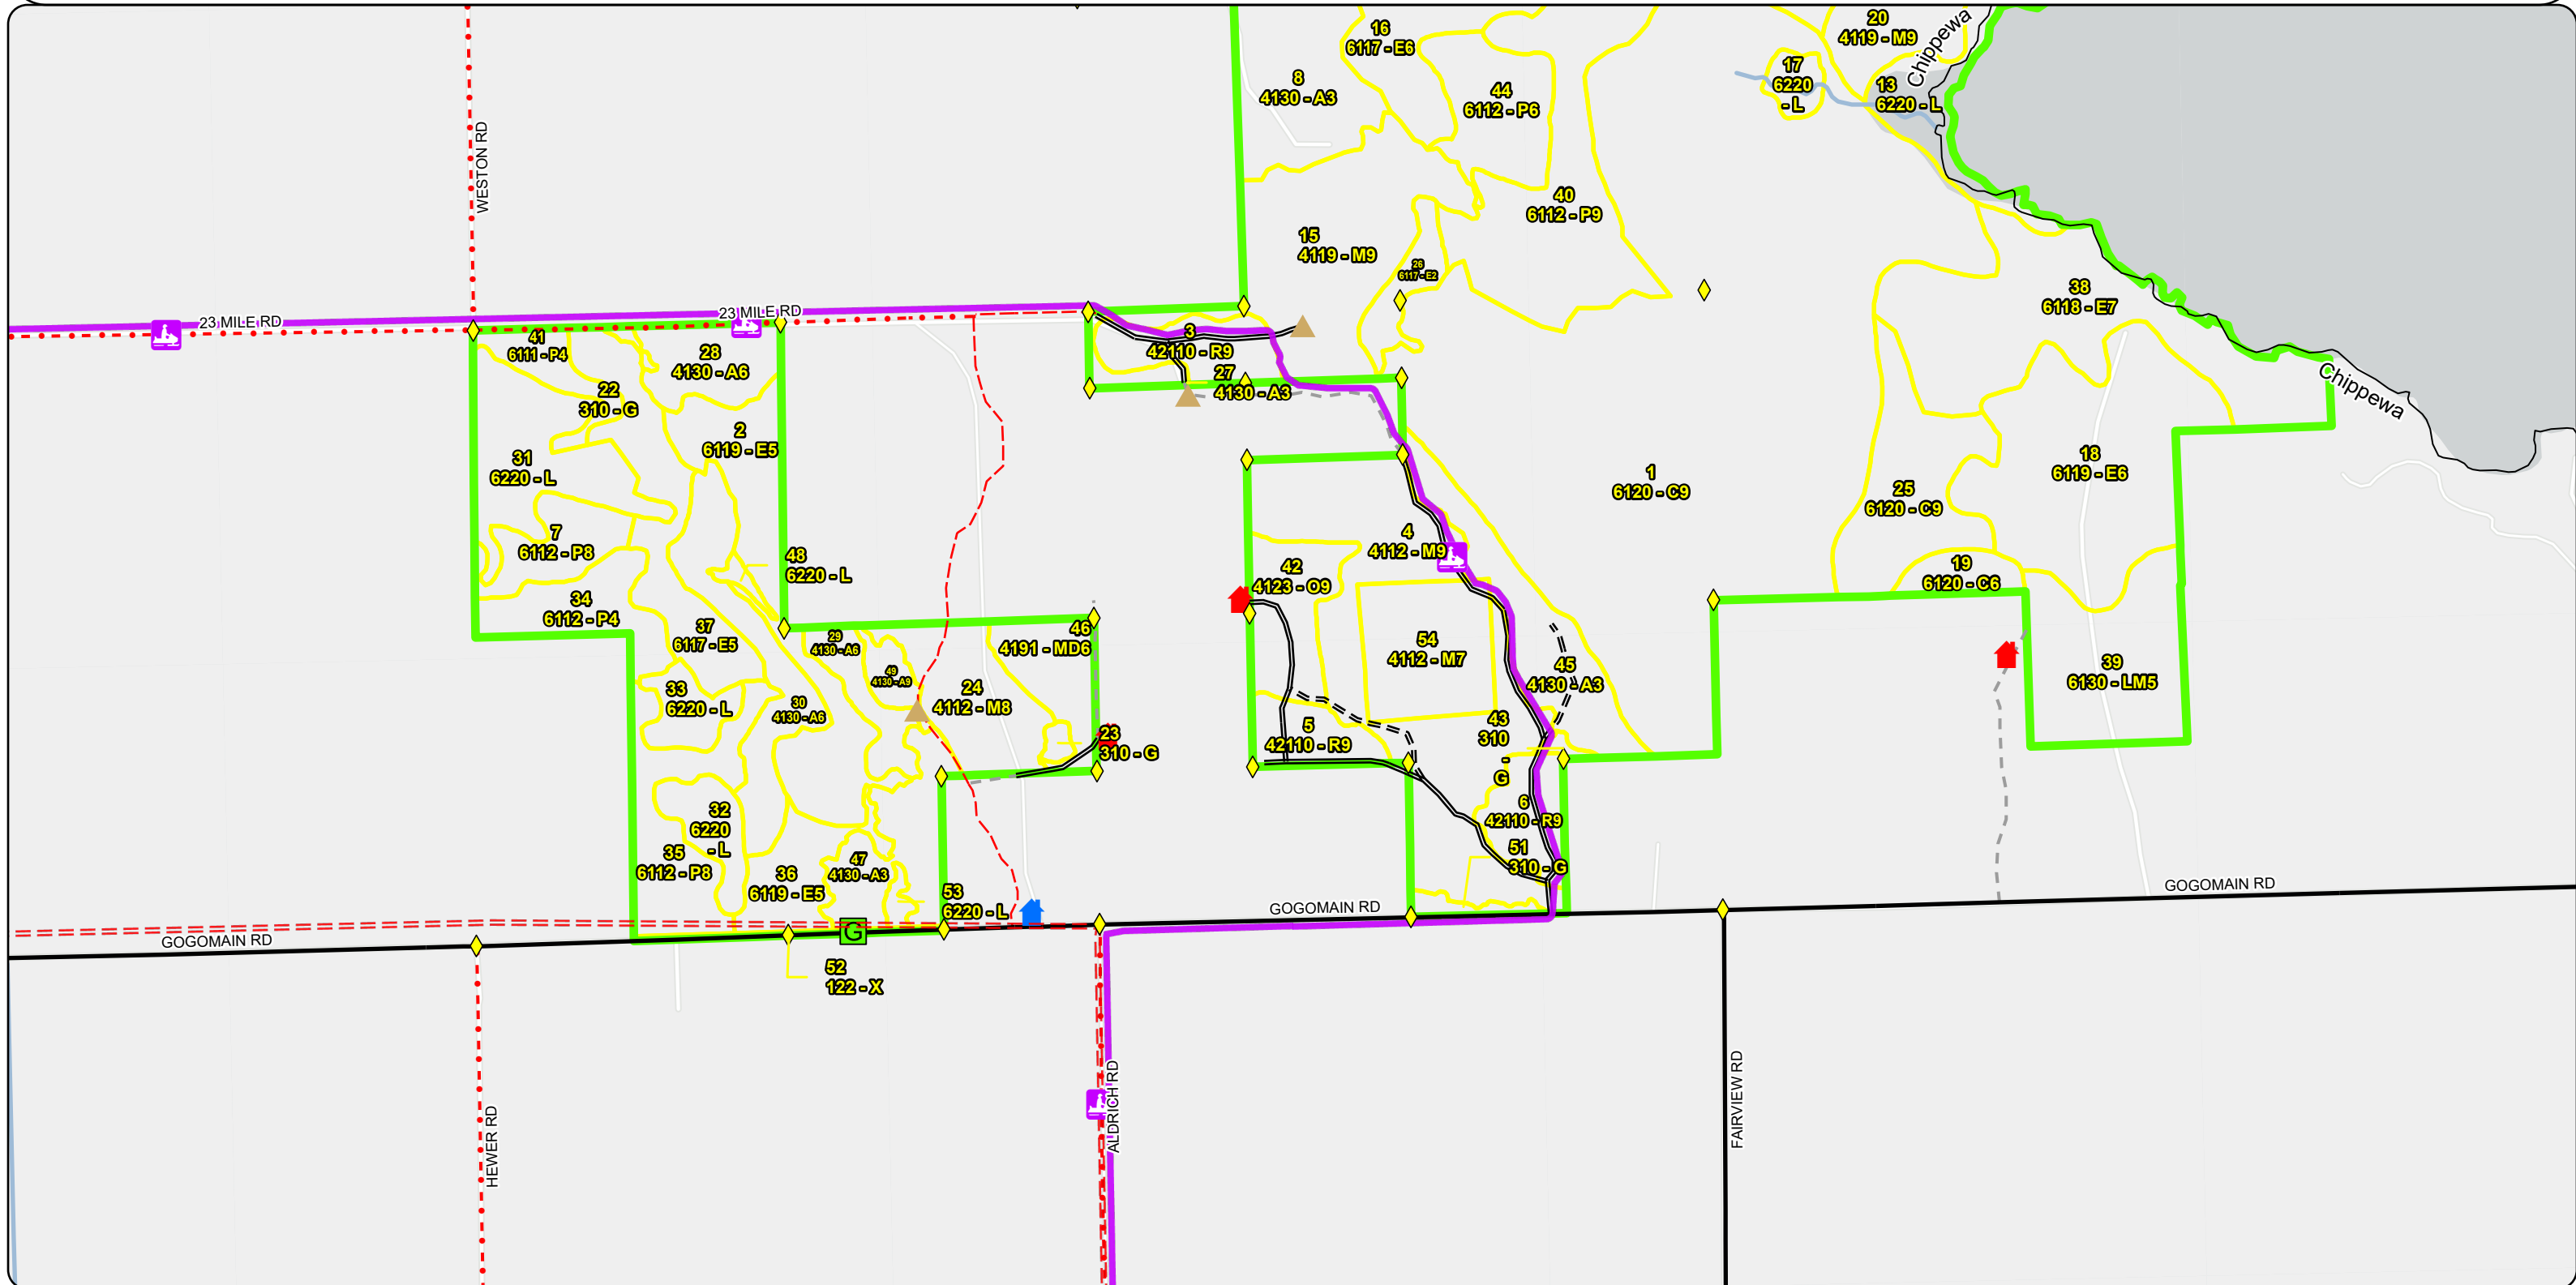 16
6117 - E6
20
4119 - M9
Chippewa
8
4130 - A3
44
6112 - P6
17
6220
- L
13
6220 - L
WESTON RD
40
6112 - P9
15
4119 - M9
26
6117 - E2
38
6118 - E7
23 MILE RD
23 MILE RD
41
6111 - P4
28
4130 - A6
3
42110 - R9
27
4130 - A3
Chippewa
22
310 - G
2
6119 - E5
31
6220 - L
1
6120 - C9
18
6119 - E6
25
6120 - C9
7
6112 - P8
48
6220 - L
4
4112 - M9
42
4123 - O9
19
6120 - C6
34
6112 - P4
37
6117 - E5
29
4130 - A6
46
4191 - MD6
54
4112 - M7
45
4130 - A3
39
6130 - LM5
49
4130 - A9
33
6220 - L
30
4130 - A6
24
4112 - M8
23
310 - G
5
42110 - R9
43
310
-
G
32
6220
- L
6
42110 - R9
35
6112 - P8
36
6119 - E5
47
4130 - A3
51
310 - G
53
6220 - L
GOGOMAIN RD
G
GOGOMAIN RD
GOGOMAIN RD
52
122 - X
HEWER RD
ALDRICH RD
FAIRVIEW RD